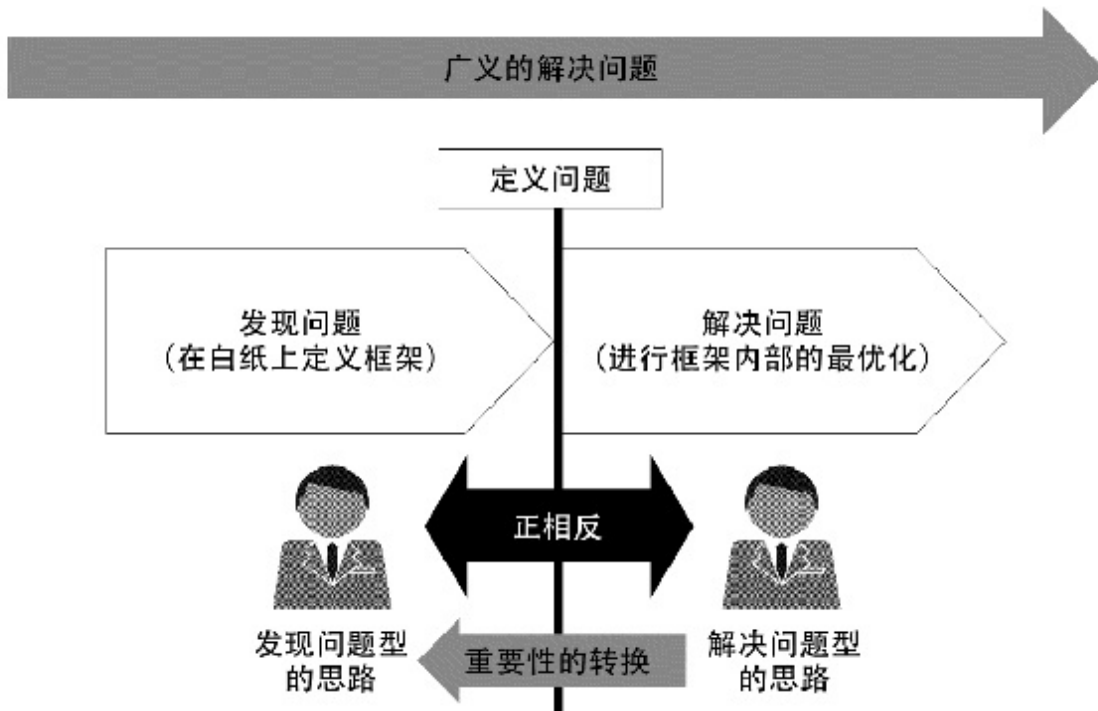 广义的解决问题
定义问题
发现问题
（在白纸上定义框架）
解决问题
（进行框架内部的最优化）
正相反
发现问题型
的思路
重要性的转换
解决问题型
的思路